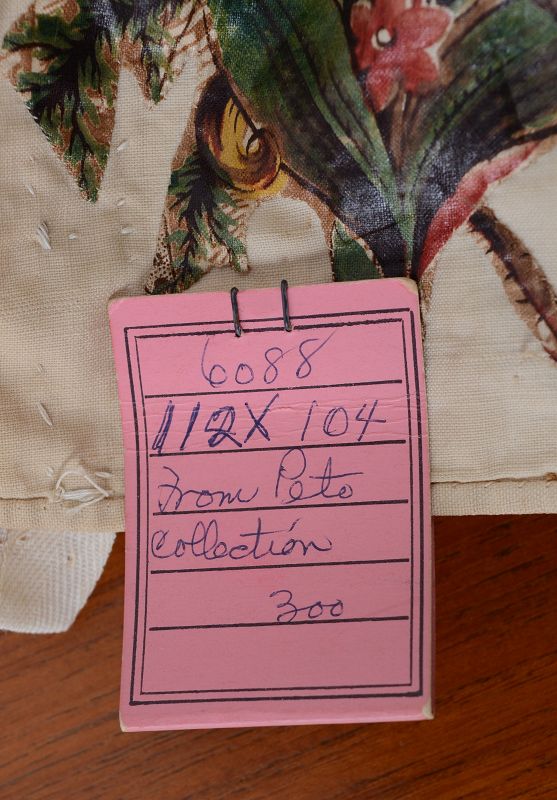 6088
112X 104
From Peto
Collection
300